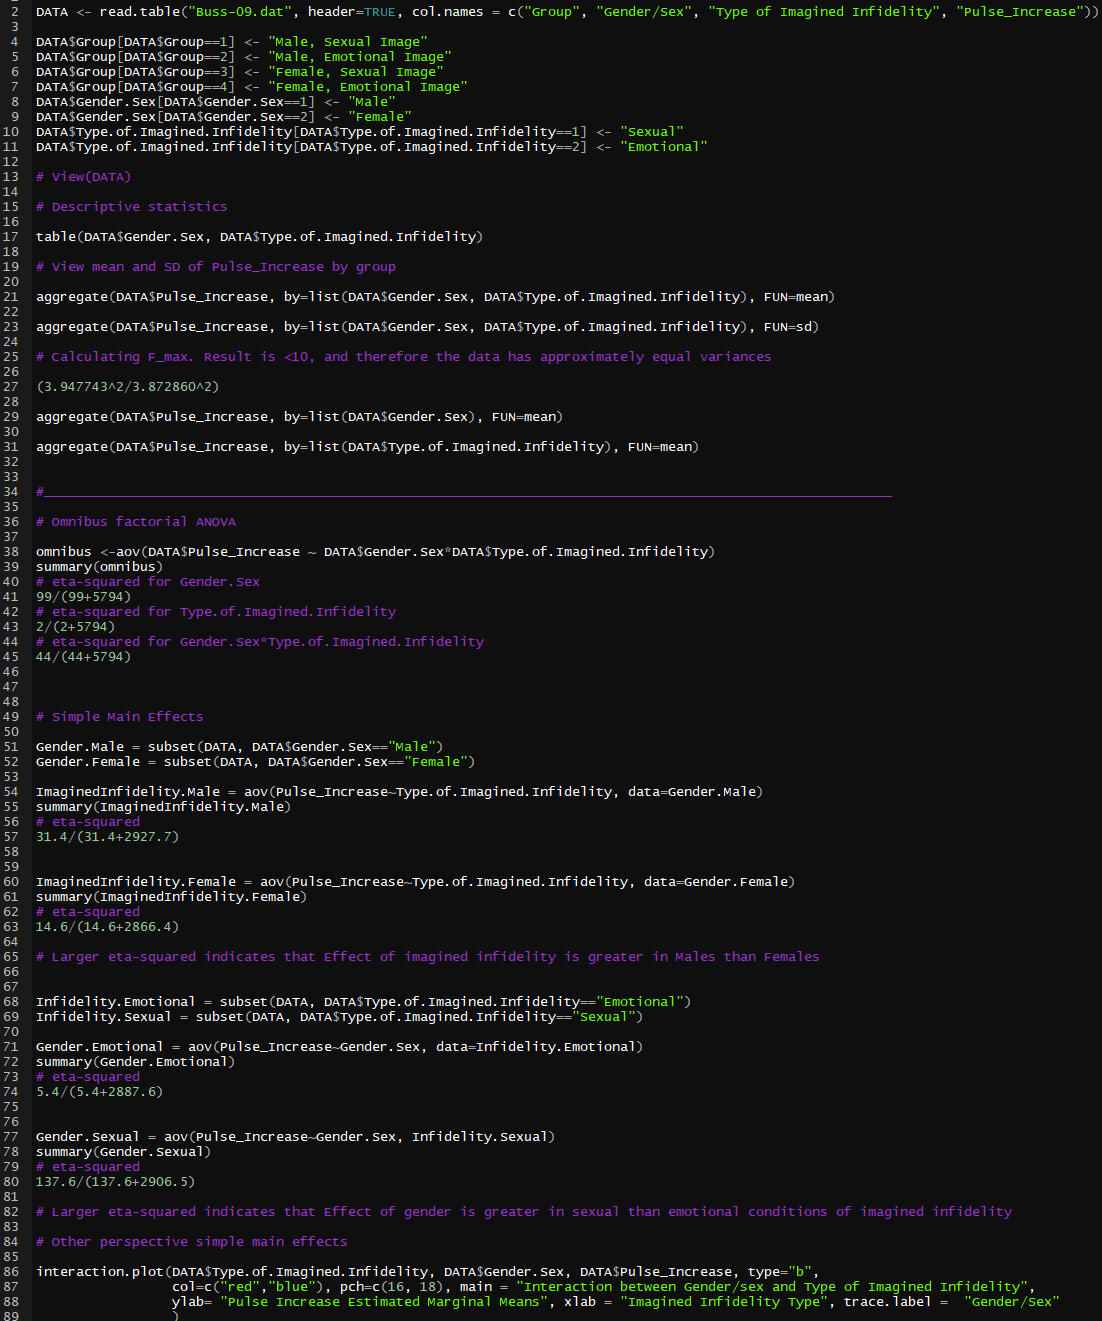 2 DATA <- read.table("Buss-09.dat", header=TRUE, col.names = c("Group", "Gender/Sex", "Type of Imagined Infidelity", "Pulse_Increase"))
3
4 DATA$Group[DATA$Group==1] <- "Male, Sexual Image"
5 DATA$Group[DATA$Group==2] <- "Male, Emotional Image"
6 DATA$Group[DATA$Group==3] <- "Female, Sexual Image"
7 DATA$Group[DATA$Group==4] <- "Female, Emotional Image"
8 DATA$Gender.Sex[DATA$Gender.Sex==1] <- "Male"
9 DATA$Gender.Sex[DATA$Gender.Sex==2] <- "Female"
10 DATA$Type.of.Imagined.Infidelity[DATA$Type.of.Imagined.Infidelity==1] <- "Sexual"
11 DATA$Type.of.Imagined.Infidelity[DATA$Type.of.Imagined.Infidelity==2] <- "Emotional"
12
13 # View(DATA)
14
15 # Descriptive statistics
16
17 table(DATA$Gender.Sex, DATA$Type.of.Imagined.Infidelity)
18
19 # View mean and SD of Pulse_Increase by group
20
21 aggregate(DATA$Pulse_Increase, by=list(DATA$Gender.Sex, DATA$Type.of.Imagined.Infidelity), FUN=mean)
22
23 aggregate(DATA$Pulse_Increase, by=list(DATA$Gender.Sex, DATA$Type.of.Imagined.Infidelity), FUN=sd)
24
25 # Calculating F_max. Result is <10, and therefore the data has approximately equal variances
26
27 (3.947743^2/3.872860^2)
28
29 aggregate(DATA$Pulse_Increase, by=list(DATA$Gender.Sex), FUN=mean)
30
31 aggregate(DATA$Pulse_Increase, by=list(DATA$Type.of.Imagined.Infidelity), FUN=mean)
32
33
34 #__________________________________________________________________________________________________________
35
36 # Omnibus factorial ANOVA
37
38 omnibus <-aov(DATA$Pulse_Increase ~ DATA$Gender.Sex*DATA$Type.of.Imagined.Infidelity)
39 summary(omnibus)
40 # eta-squared for Gender.Sex
41 99/(99+5794)
42 # eta-squared for Type.of.Imagined.Infidelity
43 2/(2+5794)
44 # eta-squared for Gender.Sex*Type.of.Imagined.Infidelity
45 44/(44+5794)
46
47
48
49 # Simple Main Effects
50
51 Gender.Male = subset(DATA, DATA$Gender.Sex=="Male")
52 Gender.Female = subset(DATA, DATA$Gender.Sex=="Female")
53
54 ImaginedInfidelity.Male = aov(Pulse_Increase~Type.of.Imagined.Infidelity, data=Gender.Male)
55 summary(ImaginedInfidelity.Male)
56 # eta-squared
57 31.4/(31.4+2927.7)
58
59
60 ImaginedInfidelity.Female = aov(Pulse_Increase~Type.of.Imagined.Infidelity, data=Gender.Female)
61 summary(ImaginedInfidelity.Female)
62 # eta-squared
63 14.6/(14.6+2866.4)
64
65 # Larger eta-squared indicates that Effect of imagined infidelity is greater in Males than Females
66
67
68 Infidelity.Emotional = subset(DATA, DATA$Type.of.Imagined.Infidelity=="Emotional")
69 Infidelity.Sexual = subset(DATA, DATA$Type.of.Imagined.Infidelity=="Sexual")
70
71 Gender.Emotional = aov(Pulse_Increase~Gender.Sex, data=Infidelity.Emotional)
72 summary(Gender.Emotional)
73 # eta-squared
74 5.4/(5.4+2887.6)
75
76
77 Gender.Sexual = aov(Pulse_Increase~Gender.Sex, Infidelity.Sexual)
78 summary(Gender.Sexual)
79 # eta-squared
80 137.6/(137.6+2906.5)
81
82 # Larger eta-squared indicates that Effect of gender is greater in sexual than emotional conditions of imagined infidelity
83
84 # Other perspective simple main effects
85
86 interaction.plot(DATA$Type.of.Imagined.Infidelity, DATA$Gender.Sex, DATA$Pulse_Increase, type="b",
87 col=c("red","blue"), pch=c(16, 18), main = "Interaction between Gender/sex and Type of Imagined Infidelity",
88 ylab= "Pulse Increase Estimated Marginal Means", xlab = "Imagined Infidelity Type", trace.label = "Gender/Sex"
89 )